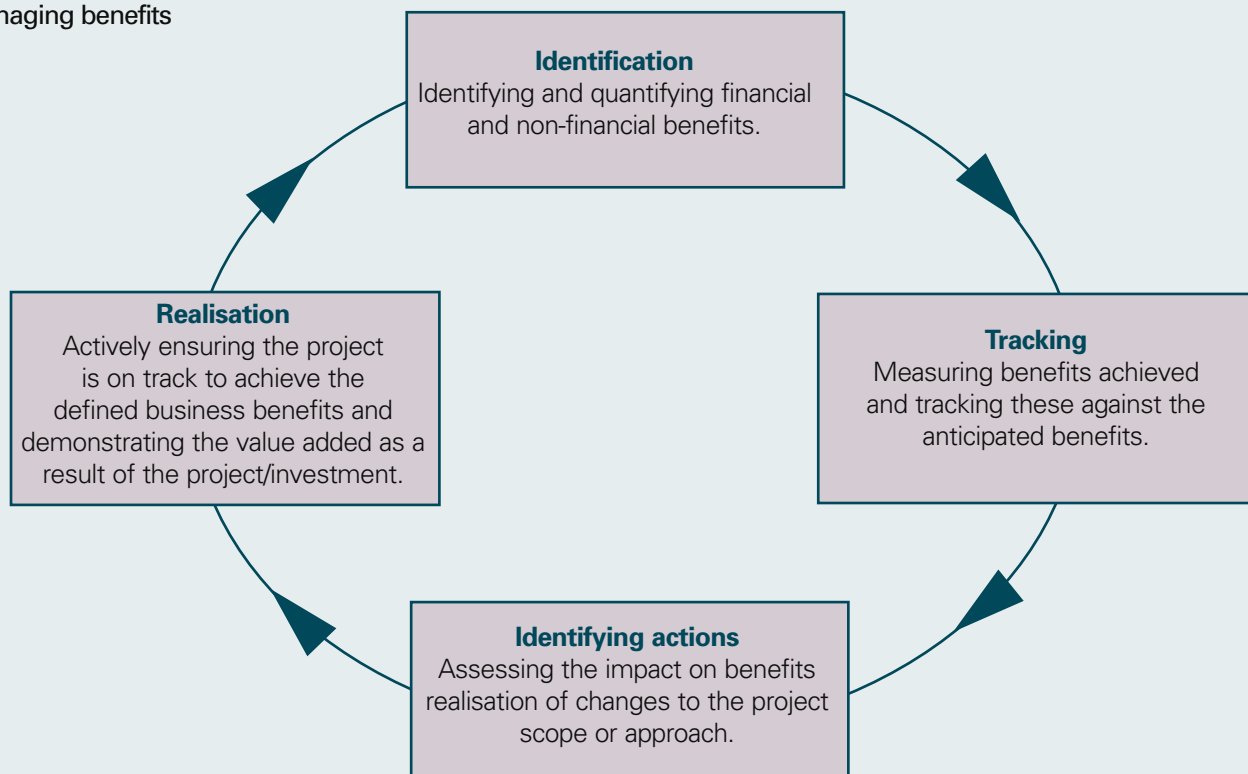 benefits
Identification
Identifying and quantifying financial
and non-financial benefits.
Tracking
Measuring benefits achieved
and tracking these against the
anticipated benefits.
Identifying actions
Assessing the impact on benefits
realisation of changes to the project
scope or approach.
Realisation
Actively ensuring the project
is on track to achieve the
defined business benefits and
demonstrating the value added as a
result of the project/investment.